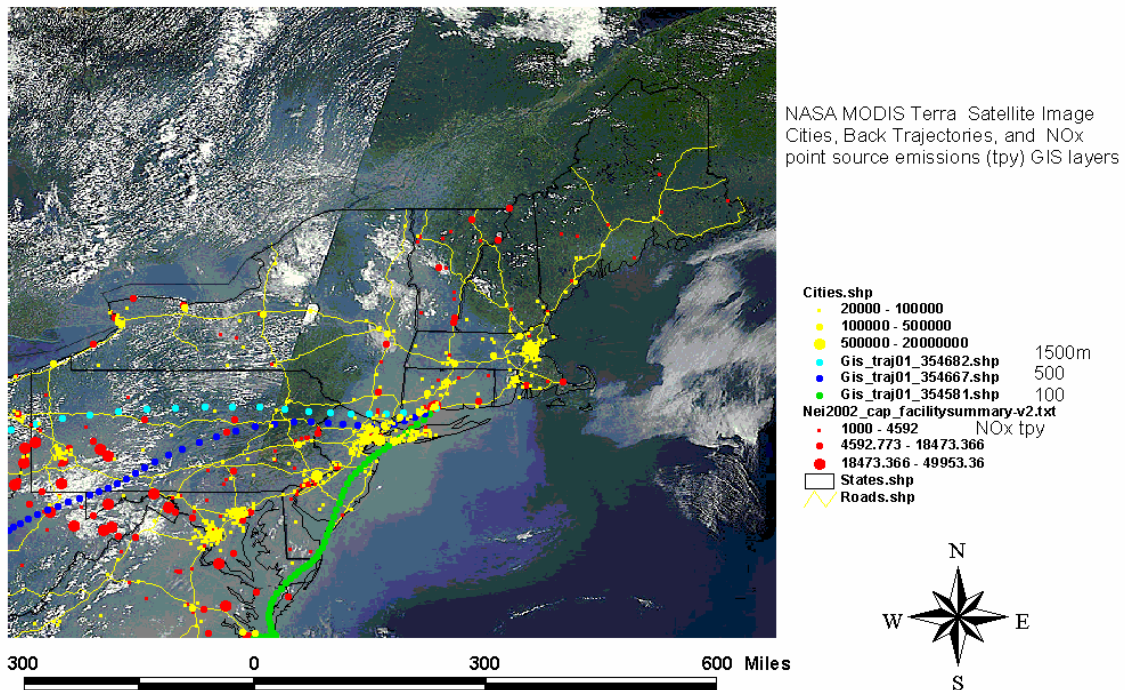 NASA MODIS Terra Satellite Image
Cities, Back Trajectories, and NOx
point source emissions (tpy) GIS layers
Cities.shp
20000 - 100000
100000 - 500000
500000 - 20000000
Gis_traj01_354682.shp 1500m
Gis_traj01_354667.shp 500
Gis_traj01_354581.shp 100
Nei2002_cap_facilitysummary-v2.txt
1000 - 4592 NOx tpy
4592.773 - 18473.366
18473.366 - 49953.36
States.shp
Roads.shp
N
W E
S
300 0 300 600 Miles